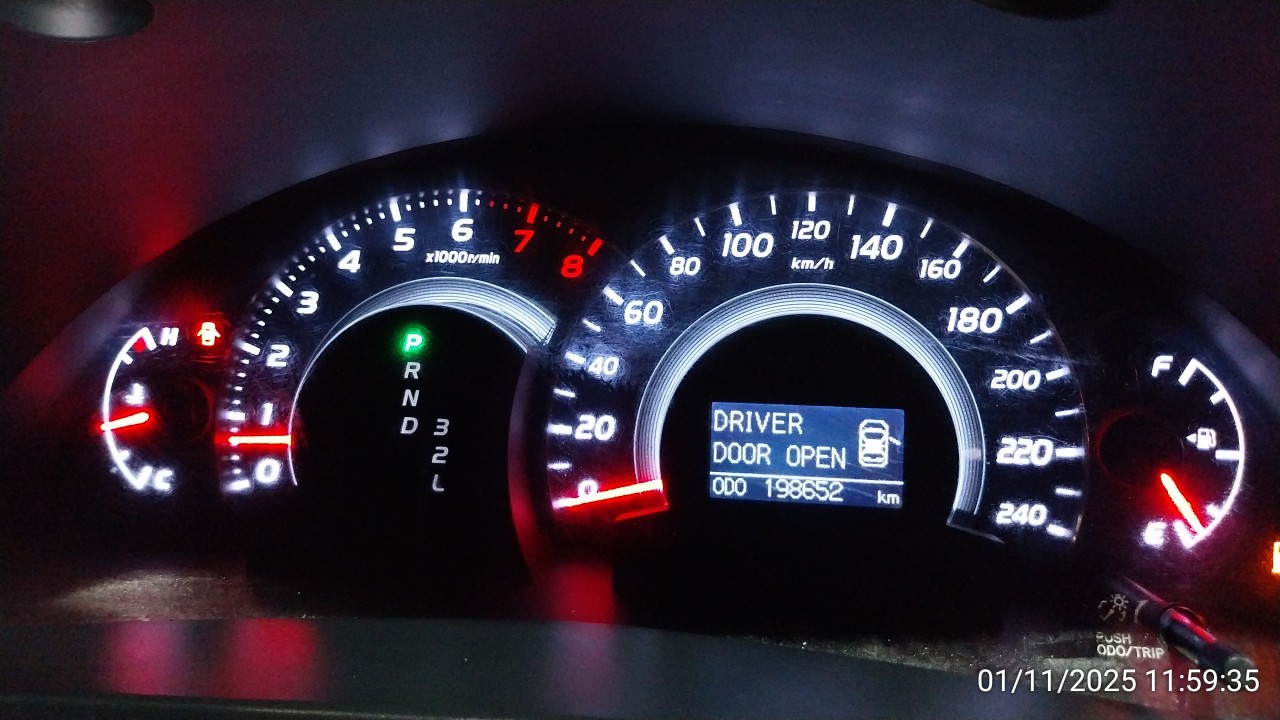 H
C
0
1
2
3
4
5
6
7
8
x1000r/min
P
R
N
D
3
2
L
0
20
40
60
80
100
120
140
160
180
200
220
240
km/h
DRIVER
DOOR OPEN
ODO 198652 km
F
E
PUSH
ODO/TRIP
01/11/2025 11:59:35